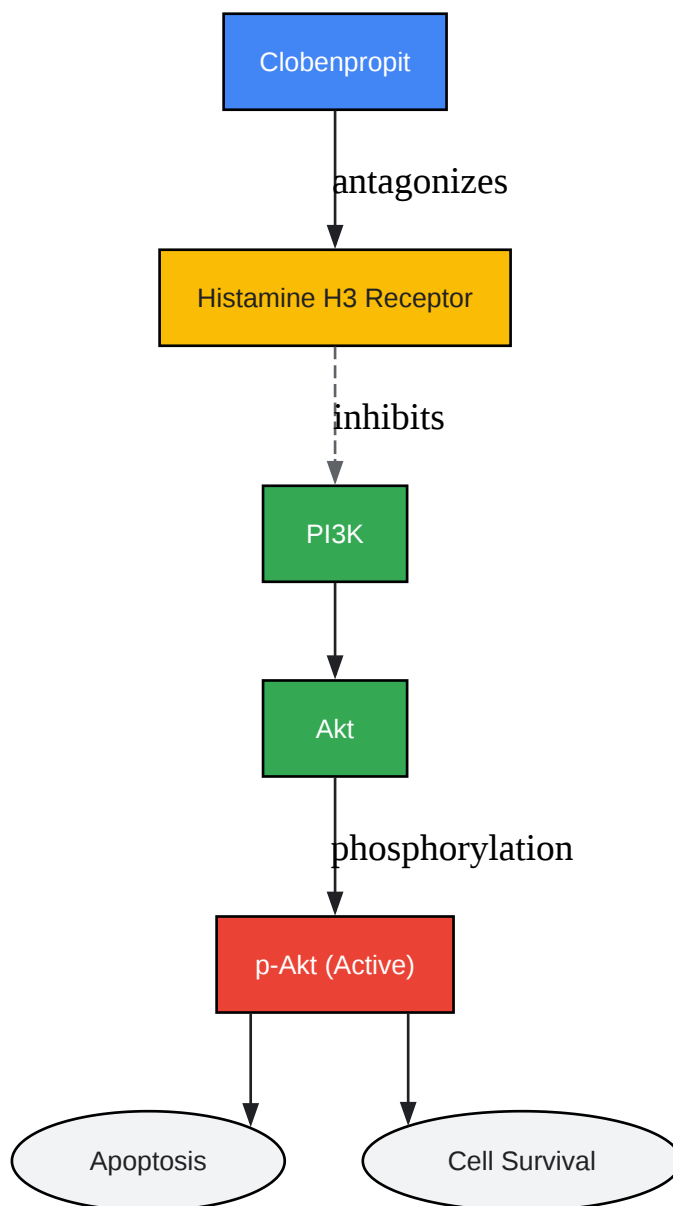 Clobenpropit
antagonizes
Histamine H3 Receptor
inhibits
PI3K
Akt
phosphorylation
p-Akt (Active)
Apoptosis
Cell Survival